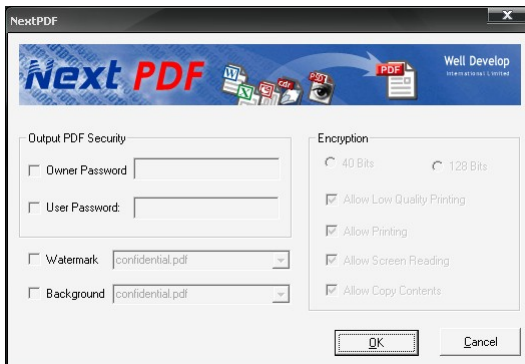 NextPDF
Next PDF
PDF
Well Develop
International Limited
Output PDF Security
Owner Password
User Password:
Watermark
confidential.pdf
Background
confidential.pdf
Encryption
40 Bits
128 Bits
Allow Low Quality Printing
Allow Printing
Allow Screen Reading
Allow Copy Contents
OK
Cancel